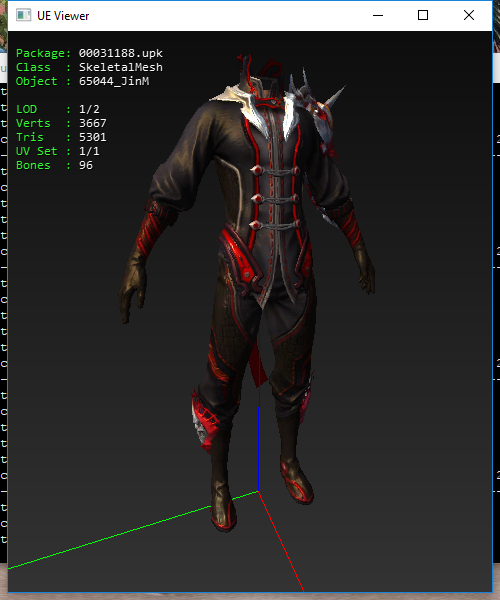 UE Viewer
Package: 00031188.upk
Class  : SkeletalMesh
Object : 65044_JinM
LOD    : 1/2
Verts  : 3667
Tris   : 5301
UV Set : 1/1
Bones  : 96